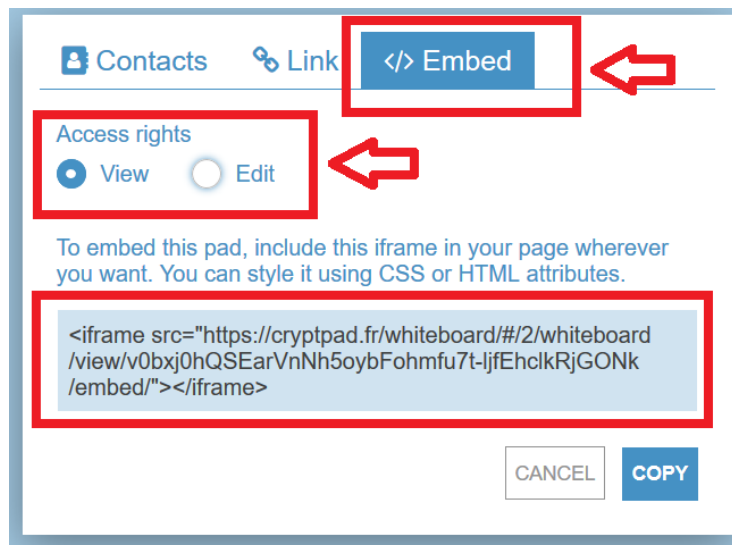 Contacts Link </> Embed
Access rights
View Edit
To embed this pad, include this iframe in your page wherever
you want. You can style it using CSS or HTML attributes.
<iframe src="https://cryptpad.fr/whiteboard/#/2/whiteboard
/view/v0bxj0hQSEarVnNh5oybFohmfu7t-ljfEhclkRjGONk
/embed/"></iframe>
CANCEL COPY